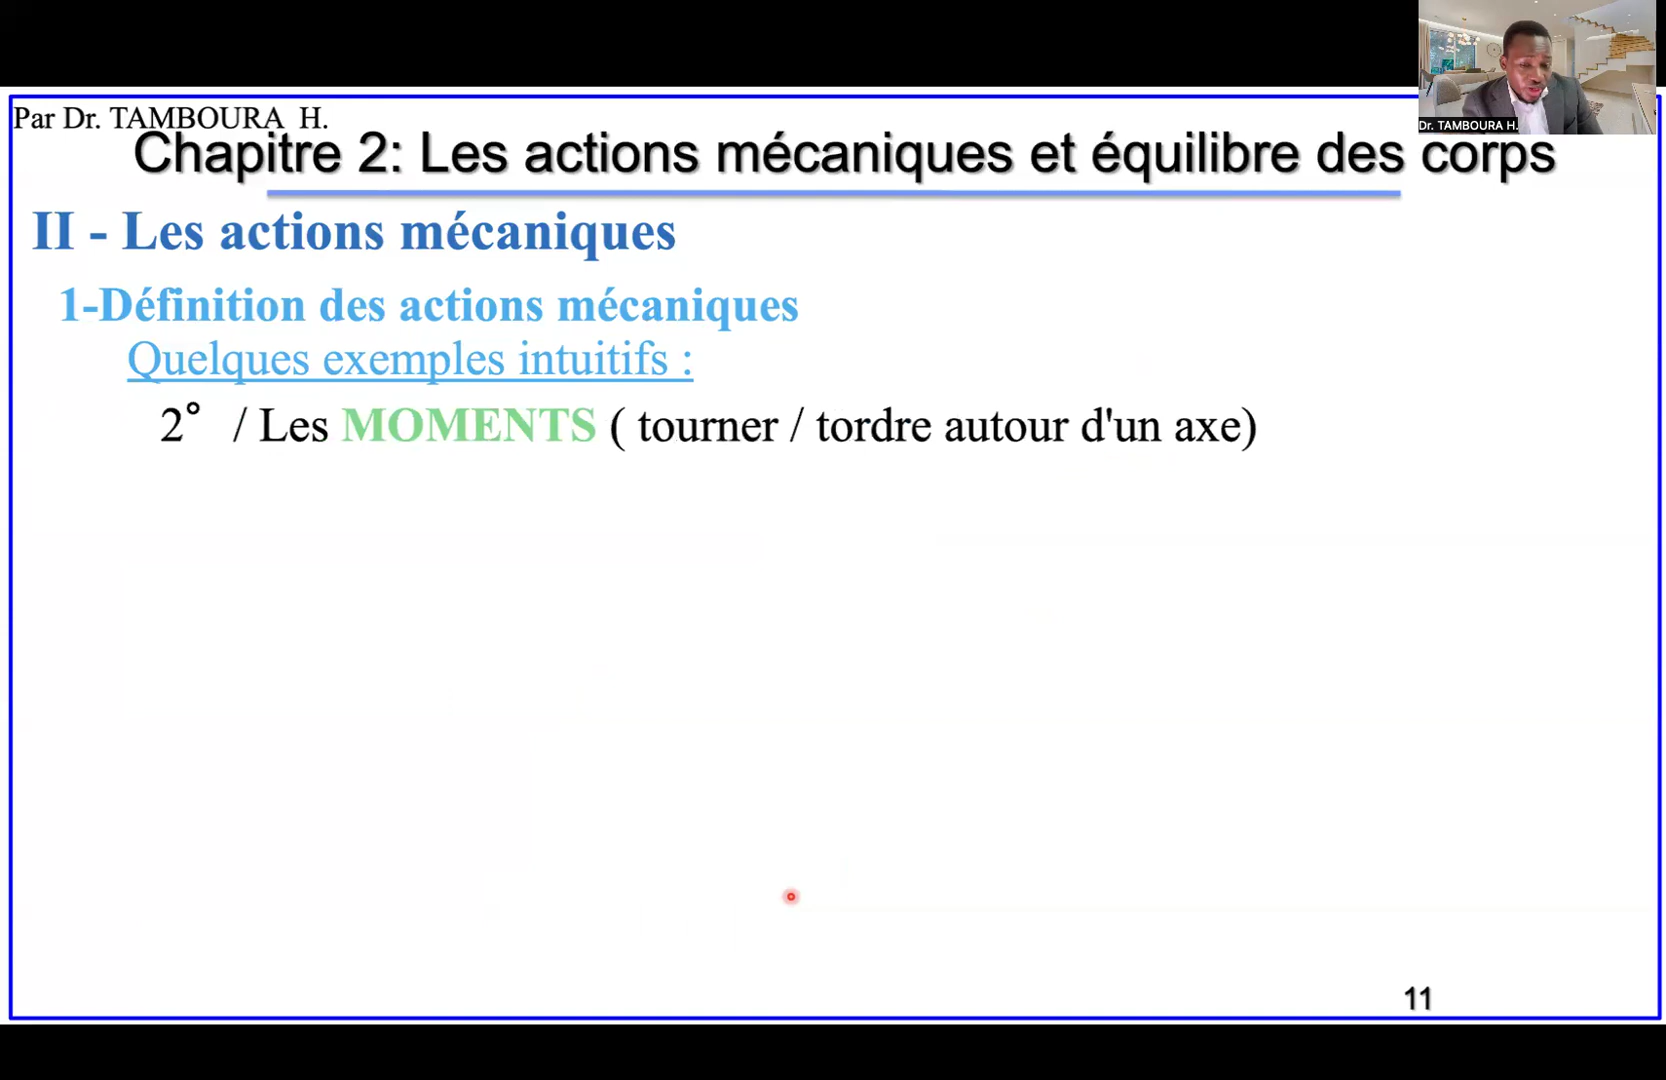 Dr. TAMBOURA H.
Par Dr. TAMBOURA H.
Chapitre 2: Les actions mécaniques et équilibre des corps
II - Les actions mécaniques
1-Définition des actions mécaniques
Quelques exemples intuitifs :
2° / Les MOMENTS ( tourner / tordre autour d'un axe)
11